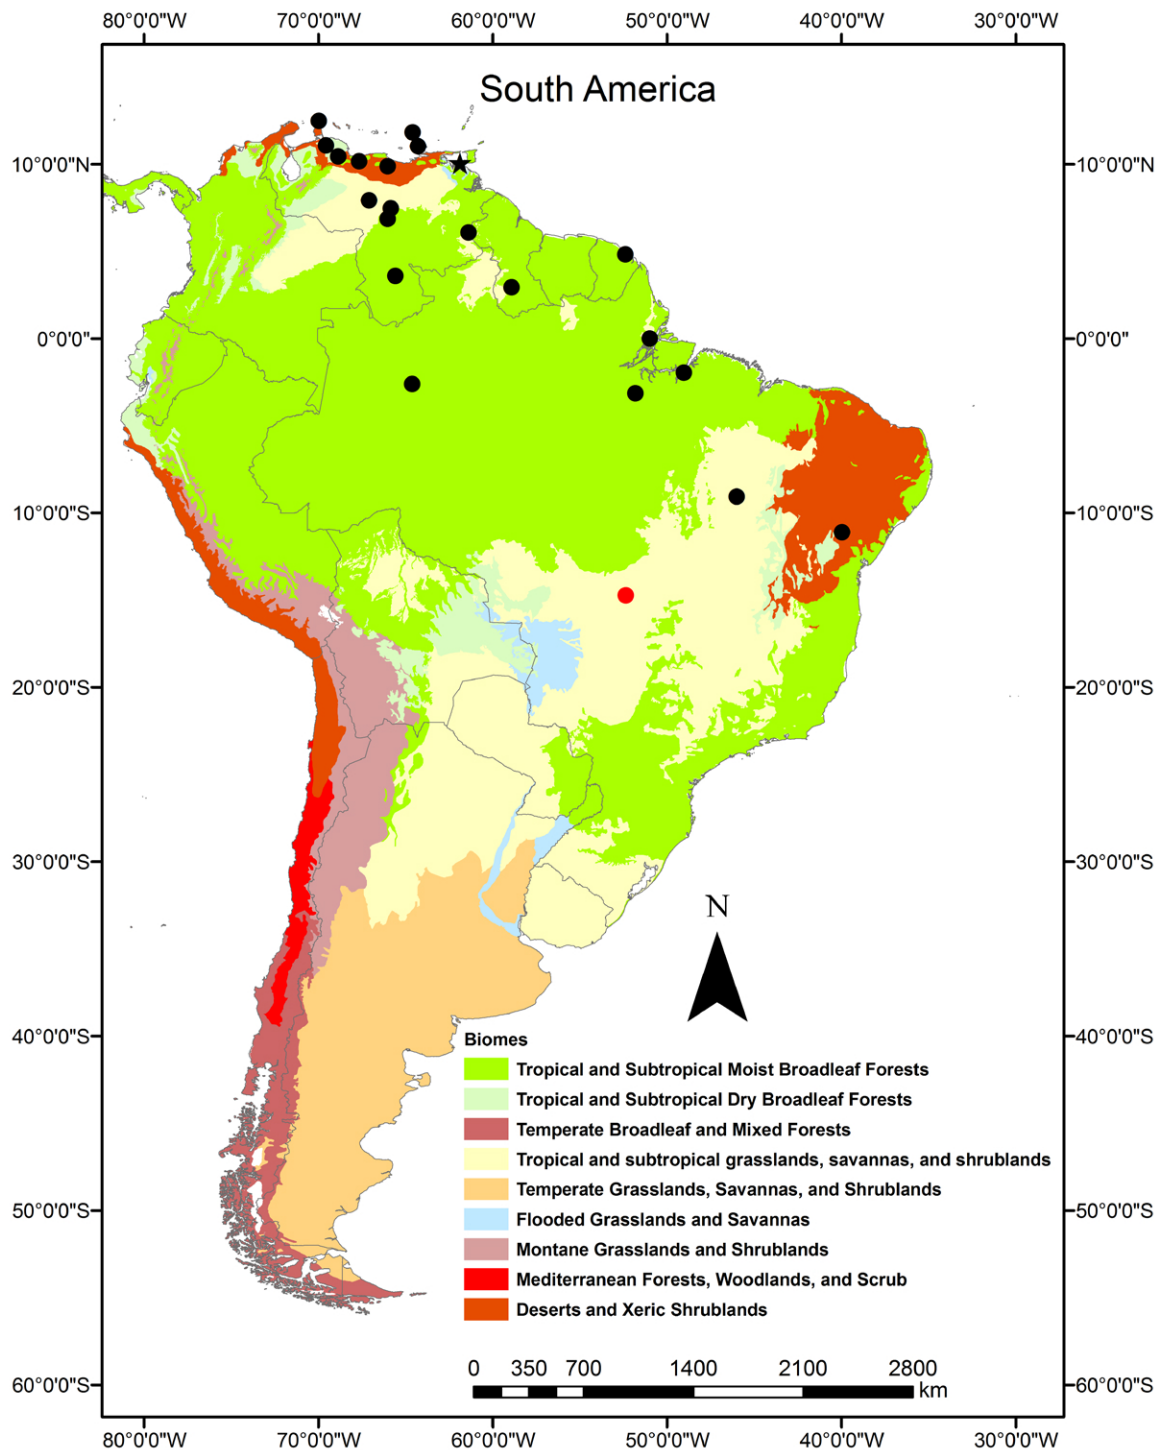 80°0'0"W 70°0'0"W 60°0'0"W 50°0'0"W 40°0'0"W 30°0'0"W
South America
10°0'0"N 10°0'0"N
0°0'0" 0°0'0"
10°0'0"S 10°0'0"S
20°0'0"S 20°0'0"S
30°0'0"S 30°0'0"S
N
40°0'0"S 40°0'0"S
Biomes
Tropical and Subtropical Moist Broadleaf Forests
Tropical and Subtropical Dry Broadleaf Forests
Temperate Broadleaf and Mixed Forests
Tropical and subtropical grasslands, savannas, and shrublands
Temperate Grasslands, Savannas, and Shrublands
50°0'0"S 50°0'0"S
Flooded Grasslands and Savannas
Montane Grasslands and Shrublands
Mediterranean Forests, Woodlands, and Scrub
Deserts and Xeric Shrublands
0 350 700 1400 2100 2800
km
60°0'0"S 60°0'0"S
80°0'0"W 70°0'0"W 60°0'0"W 50°0'0"W 40°0'0"W 30°0'0"W